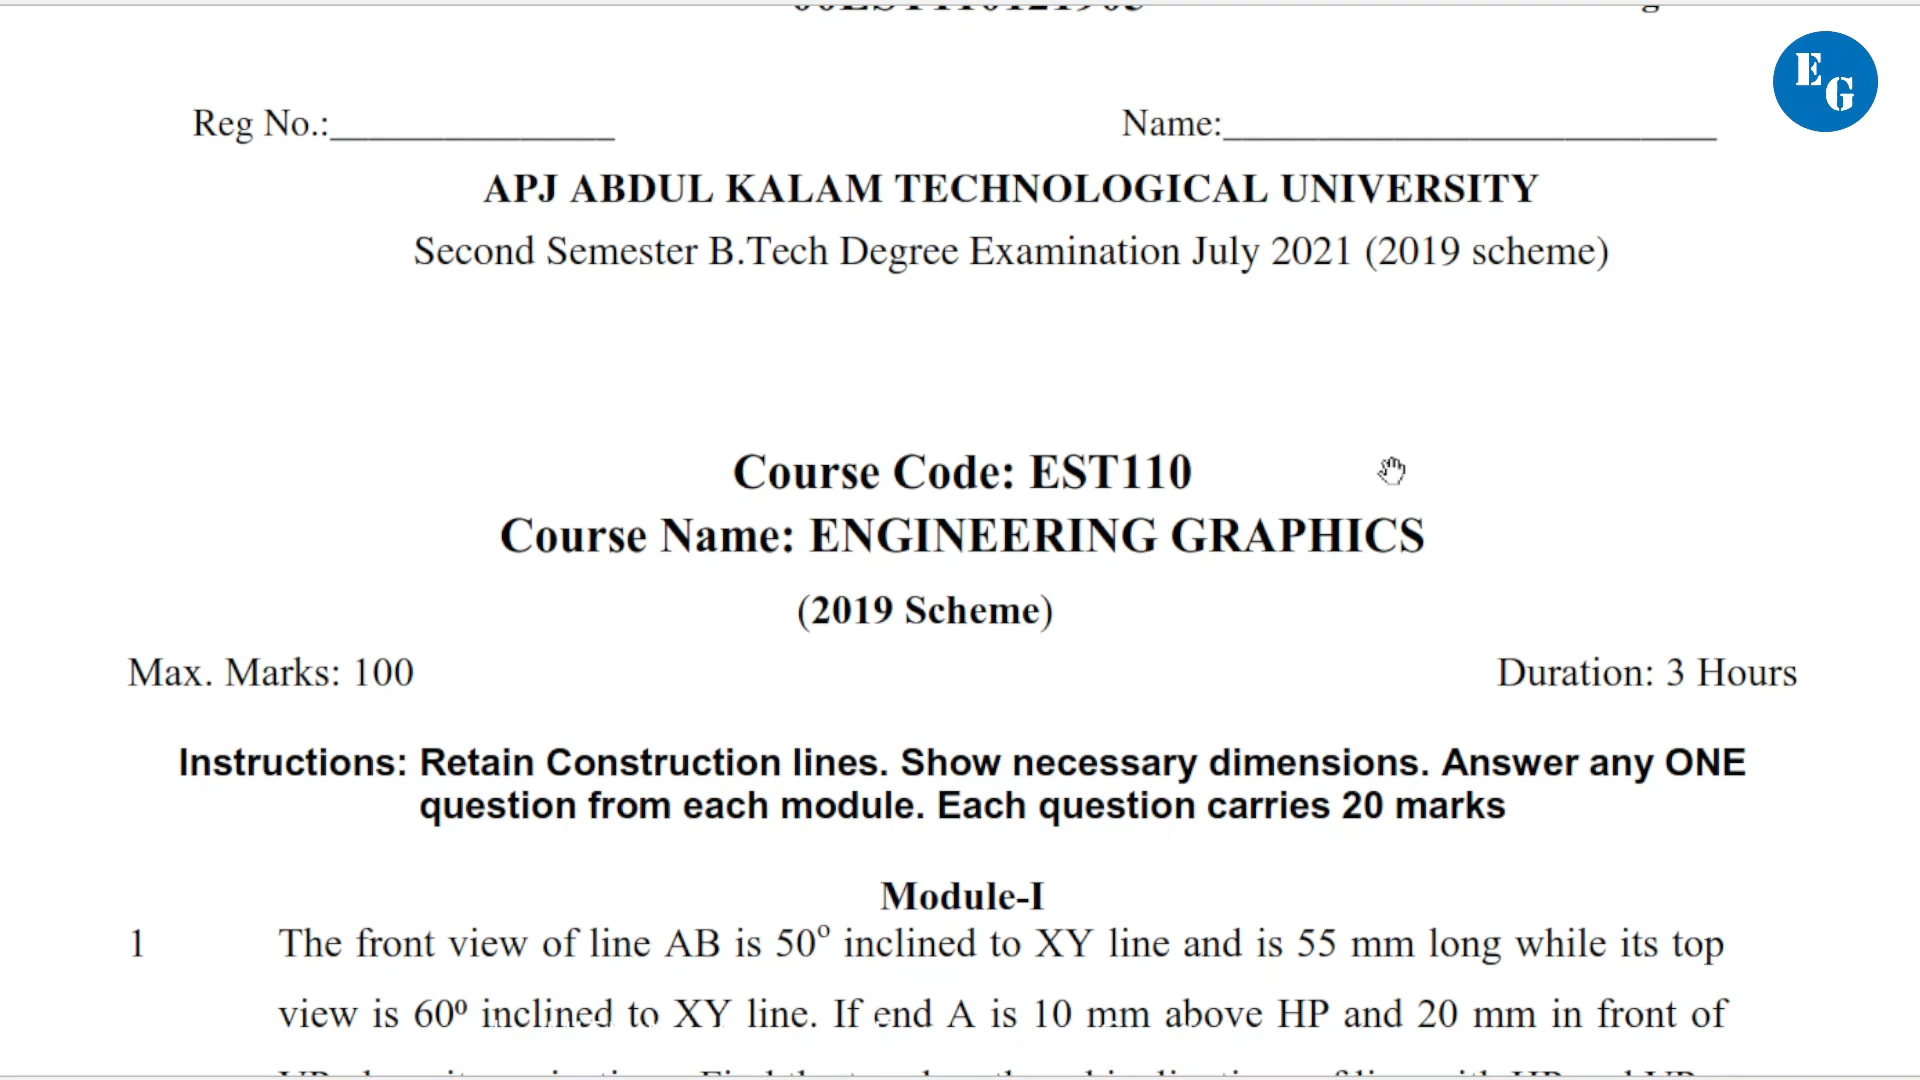 E
G
Reg No.:_______________ Name:__________________________
APJ ABDUL KALAM TECHNOLOGICAL UNIVERSITY
Second Semester B.Tech Degree Examination July 2021 (2019 scheme)
Course Code: EST110
Course Name: ENGINEERING GRAPHICS
(2019 Scheme)
Max. Marks: 100 Duration: 3 Hours
Instructions: Retain Construction lines. Show necessary dimensions. Answer any ONE
question from each module. Each question carries 20 marks
Module-I
1 The front view of line AB is 50º inclined to XY line and is 55 mm long while its top
view is 60º inclined to XY line. If end A is 10 mm above HP and 20 mm in front of